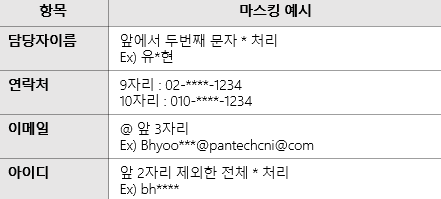 항목
마스킹 예시
담당자이름
앞에서 두번째 문자 * 처리
Ex) 유*현
연락처
9자리 : 02-****-1234
10자리 : 010-****-1234
이메일
@ 앞 3자리
Ex) Bhyoo***@pantechcni@com
아이디
앞 2자리 제외한 전체 * 처리
Ex) bh****